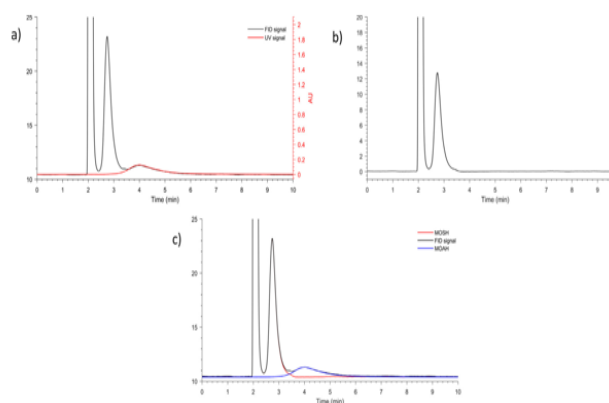 a)
FID signal
UV signal
25
20
15
10
2
1.8
1.6
1.4
1.2
1
0.8
0.6
0.4
0.2
0
AU
0 1 2 3 4 5 6 7 8 9 10
Time (min)
b)
20
18
16
14
12
10
8
6
4
2
0
0 1 2 3 4 5 6 7 8 9
Time (min)
c)
MOSH
FID signal
MOAH
25
20
15
10
0 1 2 3 4 5 6 7 8 9 10
Time (min)